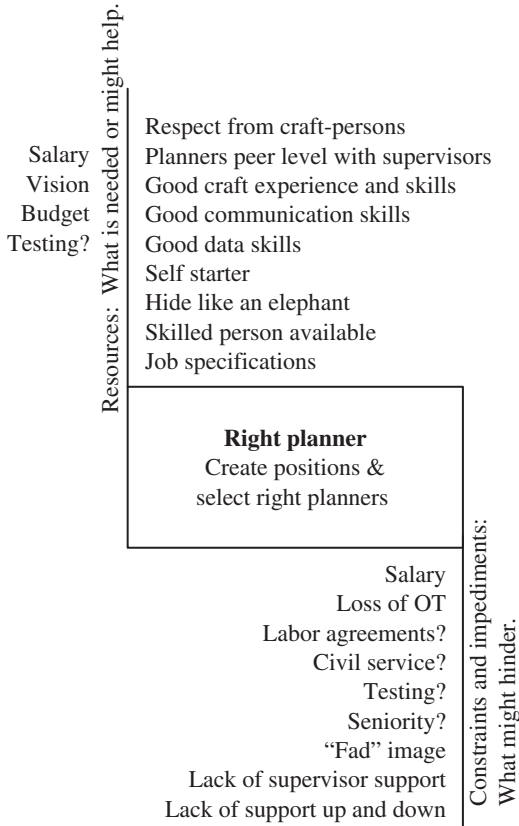 Resources:  What is needed or might help.
Salary
Vision
Budget
Testing?
Respect from craft-persons
Planners peer level with supervisors
Good craft experience and skills
Good communication skills
Good data skills
Self starter
Hide like an elephant
Skilled person available
Job specifications
Right planner
Create positions &
select right planners
Salary
Loss of OT
Labor agreements?
Civil service?
Testing?
Seniority?
“Fad” image
Lack of supervisor support
Lack of support up and down
Constraints and impediments:
What might hinder.